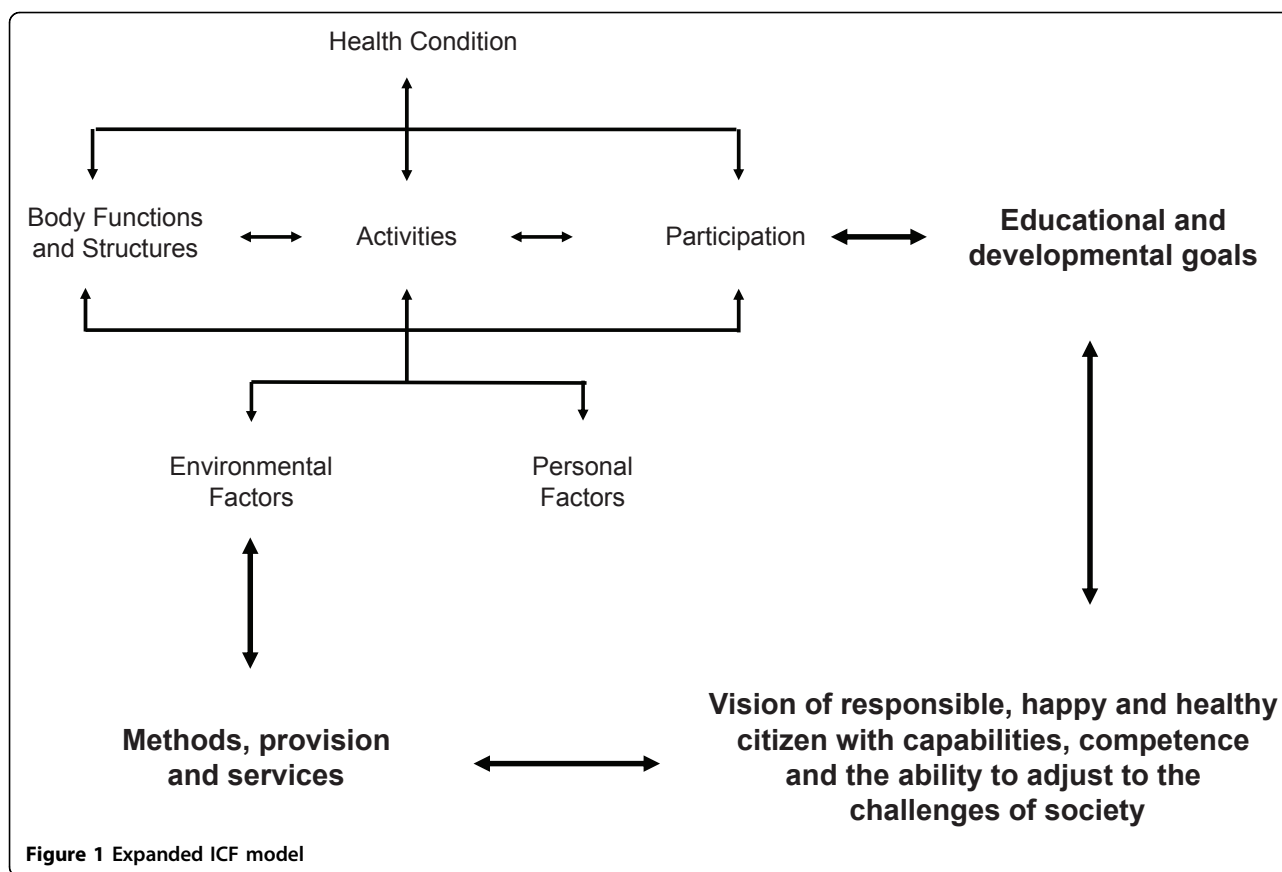 Health Condition
Body Functions
and Structures
Activities
Participation
Educational and
developmental goals
Environmental
Factors
Personal
Factors
Methods, provision
and services
Vision of responsible, happy and healthy
citizen with capabilities, competence
and the ability to adjust to the
challenges of society
Figure 1 Expanded ICF model